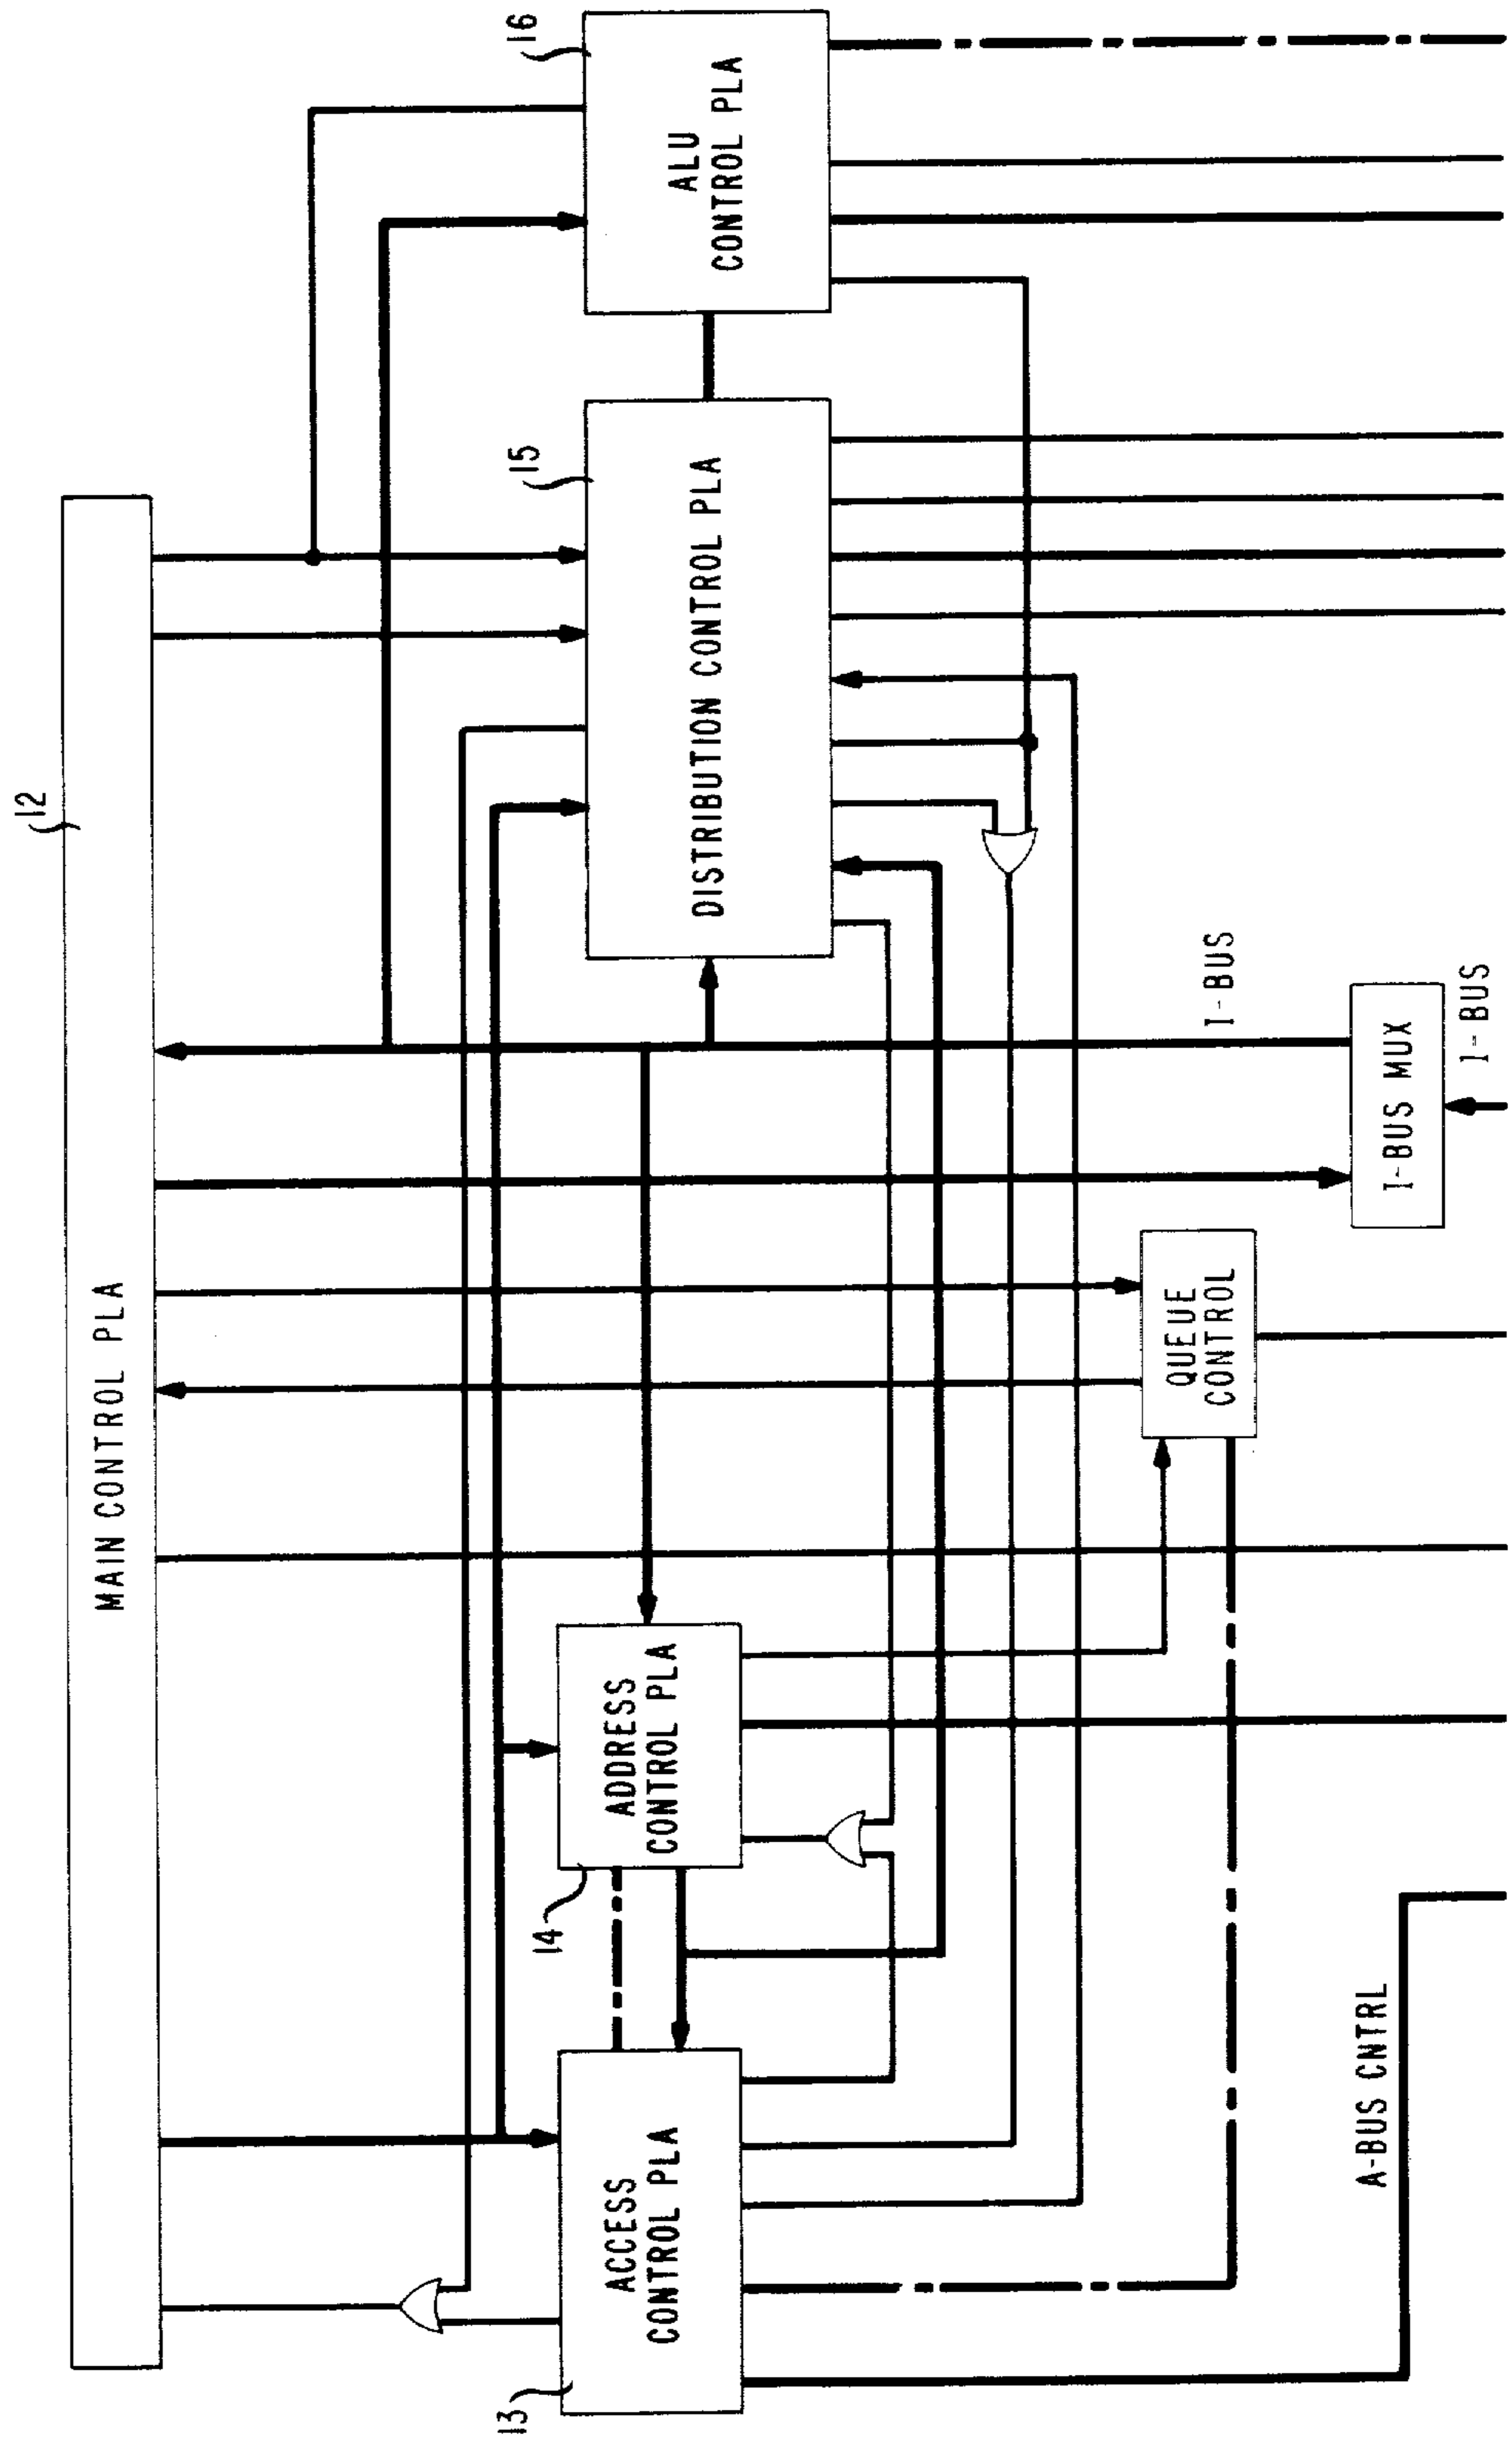 12
MAIN CONTROL PLA
13
ACCESS
CONTROL PLA
14
ADDRESS
CONTROL PLA
15
DISTRIBUTION CONTROL PLA
16
ALU
CONTROL PLA
QUEUE
CONTROL
I-BUS
I-BUS MUX
I-BUS
A-BUS CNTRL